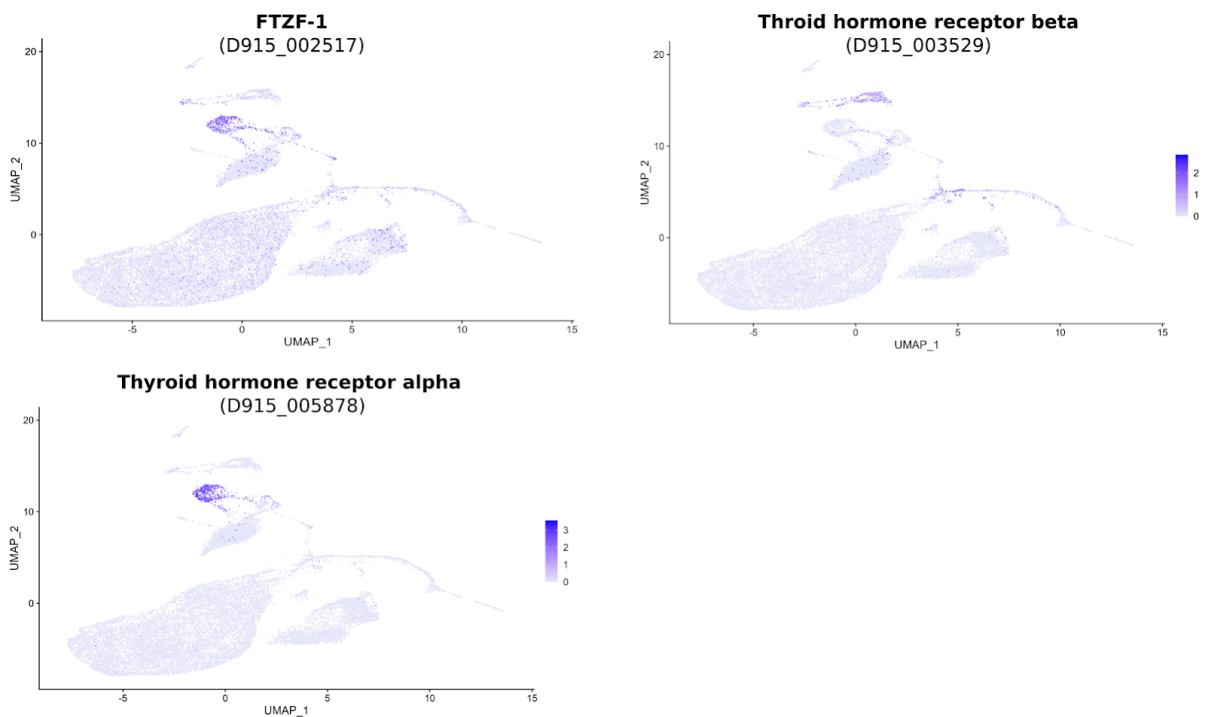 FTZF-1
(D915_002517)
20
10
0
UMAP_2
-5
0
5
10
15
UMAP_1
Throid hormone receptor beta
(D915_003529)
20
10
0
UMAP_2
-5
0
5
10
15
UMAP_1
2
1
0
Thyroid hormone receptor alpha
(D915_005878)
20
10
0
UMAP_2
-5
0
5
10
15
UMAP_1
3
2
1
0